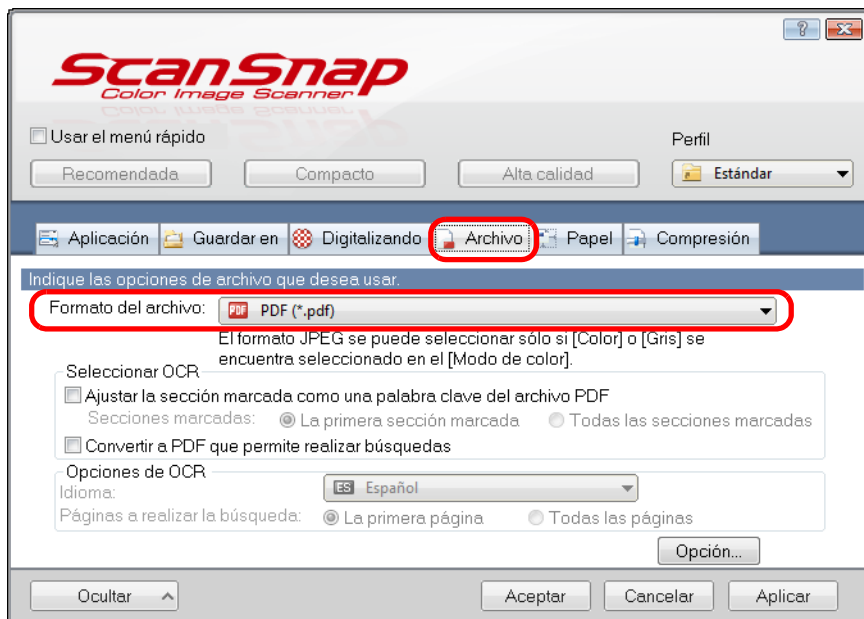 ScanSnap
Color Image Scanner
Usar el menú rápido
Perfil
Recomendada Compacto Alta calidad Estándar
Aplicación Guardar en Digitalizando Archivo Papel Compresión
Indique las opciones de archivo que desea usar.
Formato del archivo: PDF PDF (*.pdf)
El formato JPEG se puede seleccionar sólo si [Color] o [Gris] se
encuentra seleccionado en el [Modo de color].
Seleccionar OCR
Ajustar la sección marcada como una palabra clave del archivo PDF
Secciones marcadas: La primera sección marcada Todas las secciones marcadas
Convertir a PDF que permite realizar búsquedas
Opciones de OCR
Idioma: ES Español
Páginas a realizar la búsqueda: La primera página Todas las páginas
Opción...
Ocultar Aceptar Cancelar Aplicar